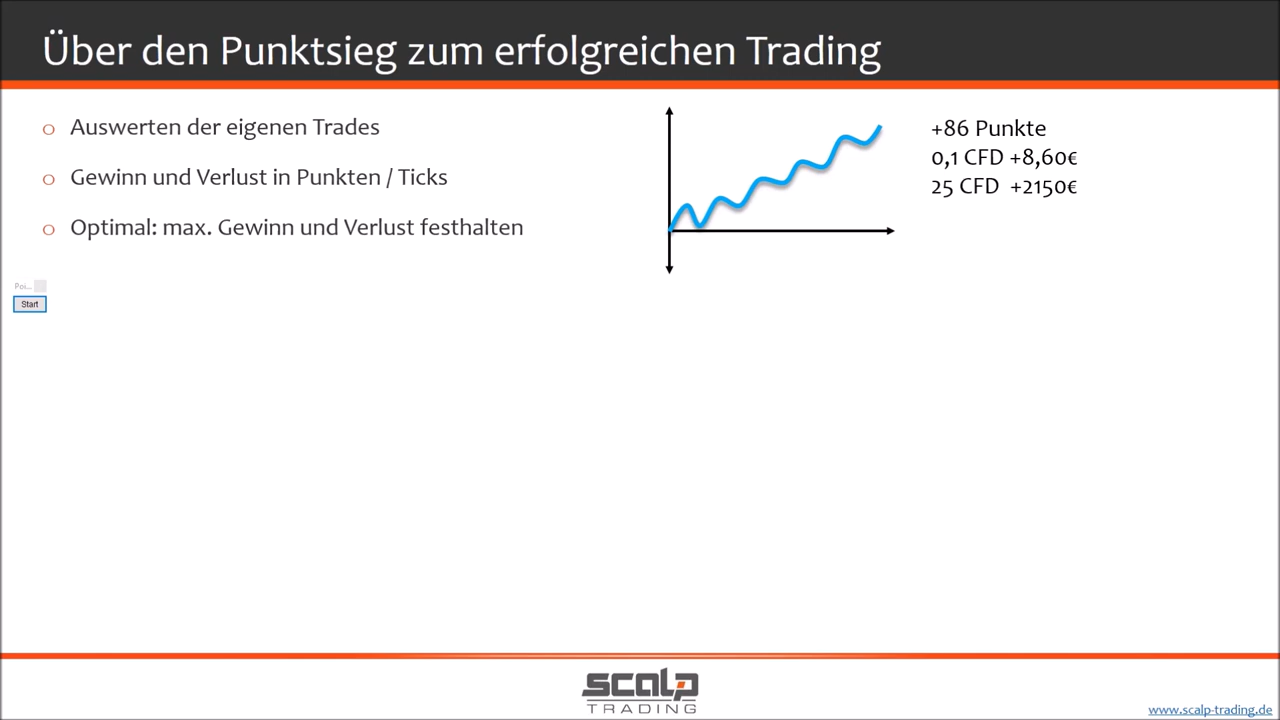 Über den Punktsieg zum erfolgreichen Trading
o Auswerten der eigenen Trades
o Gewinn und Verlust in Punkten / Ticks
o Optimal: max. Gewinn und Verlust festhalten
+86 Punkte
0,1 CFD +8,60€
25 CFD +2150€
Poi...
Start
scalp
TRADING
www.scalp-trading.de